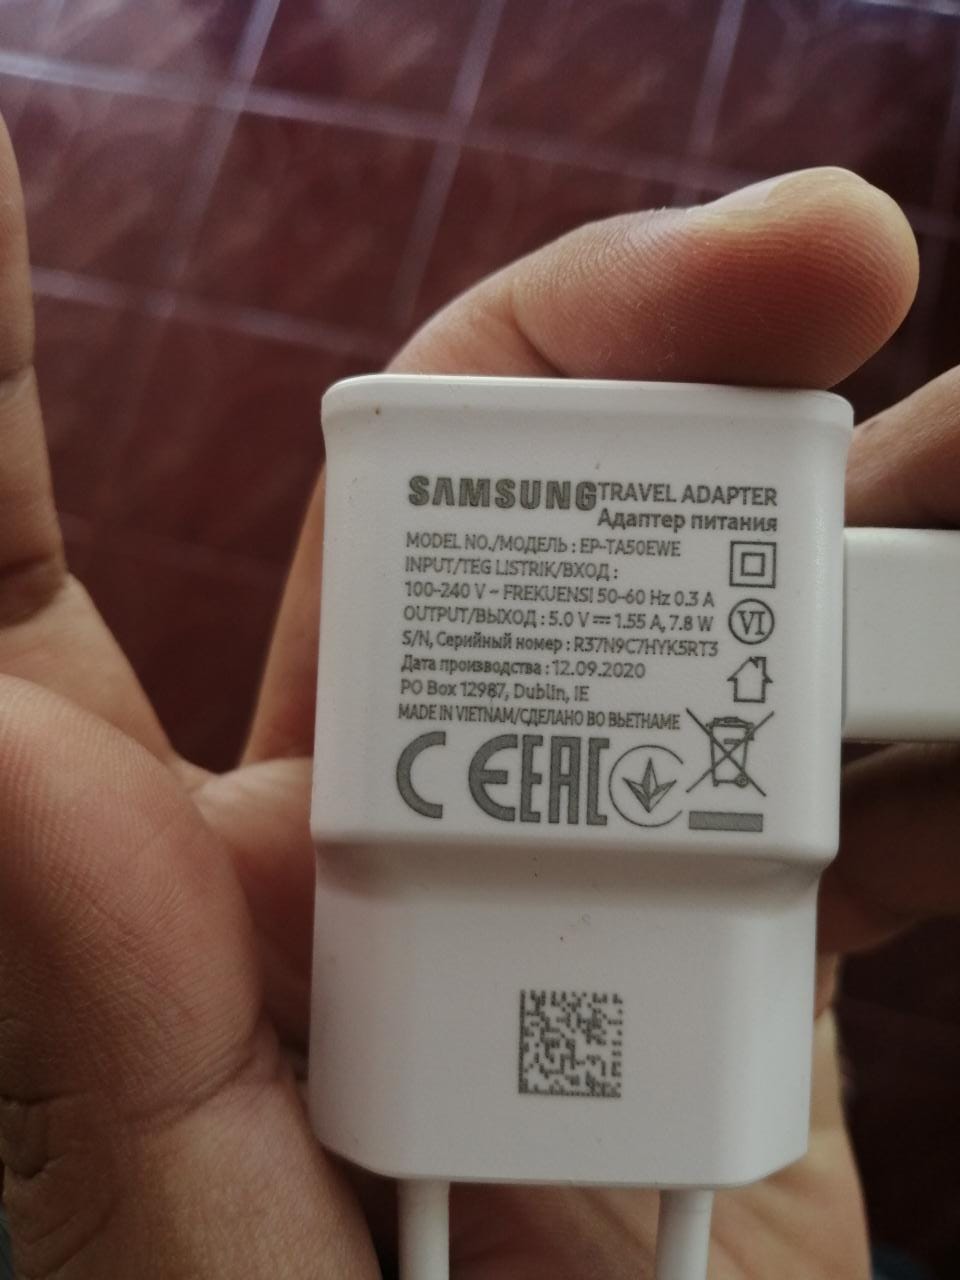 SAMSUNG TRAVEL ADAPTER
Адаптер питания
MODEL NO./МОДЕЛЬ : EP-TA50EWE
INPUT/TEG LISTRIK/ВХОД :
100-240 V ~ FREKUENSI 50-60 Hz 0.3 A
OUTPUT/ВЫХОД : 5.0 V ⎓ 1.55 A, 7.8 W
S/N, Серийный номер : R37N9C7HYK5RT3
Дата производства : 12.09.2020
PO Box 12987, Dublin, IE
MADE IN VIETNAM/СДЕЛАНО ВО ВЬЕТНАМЕ
VI
CE EAC